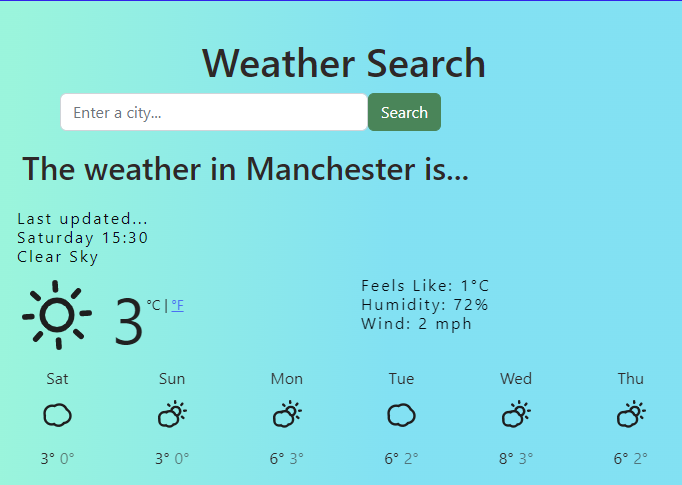 Weather Search
Enter a city... Search
The weather in Manchester is...
Last updated...
Saturday 15:30
Clear Sky
3 °C | °F
Feels Like: 1°C
Humidity: 72%
Wind: 2 mph
Sat Sun Mon Tue Wed Thu
3° 0° 3° 0° 6° 3° 6° 2° 8° 3° 6° 2°